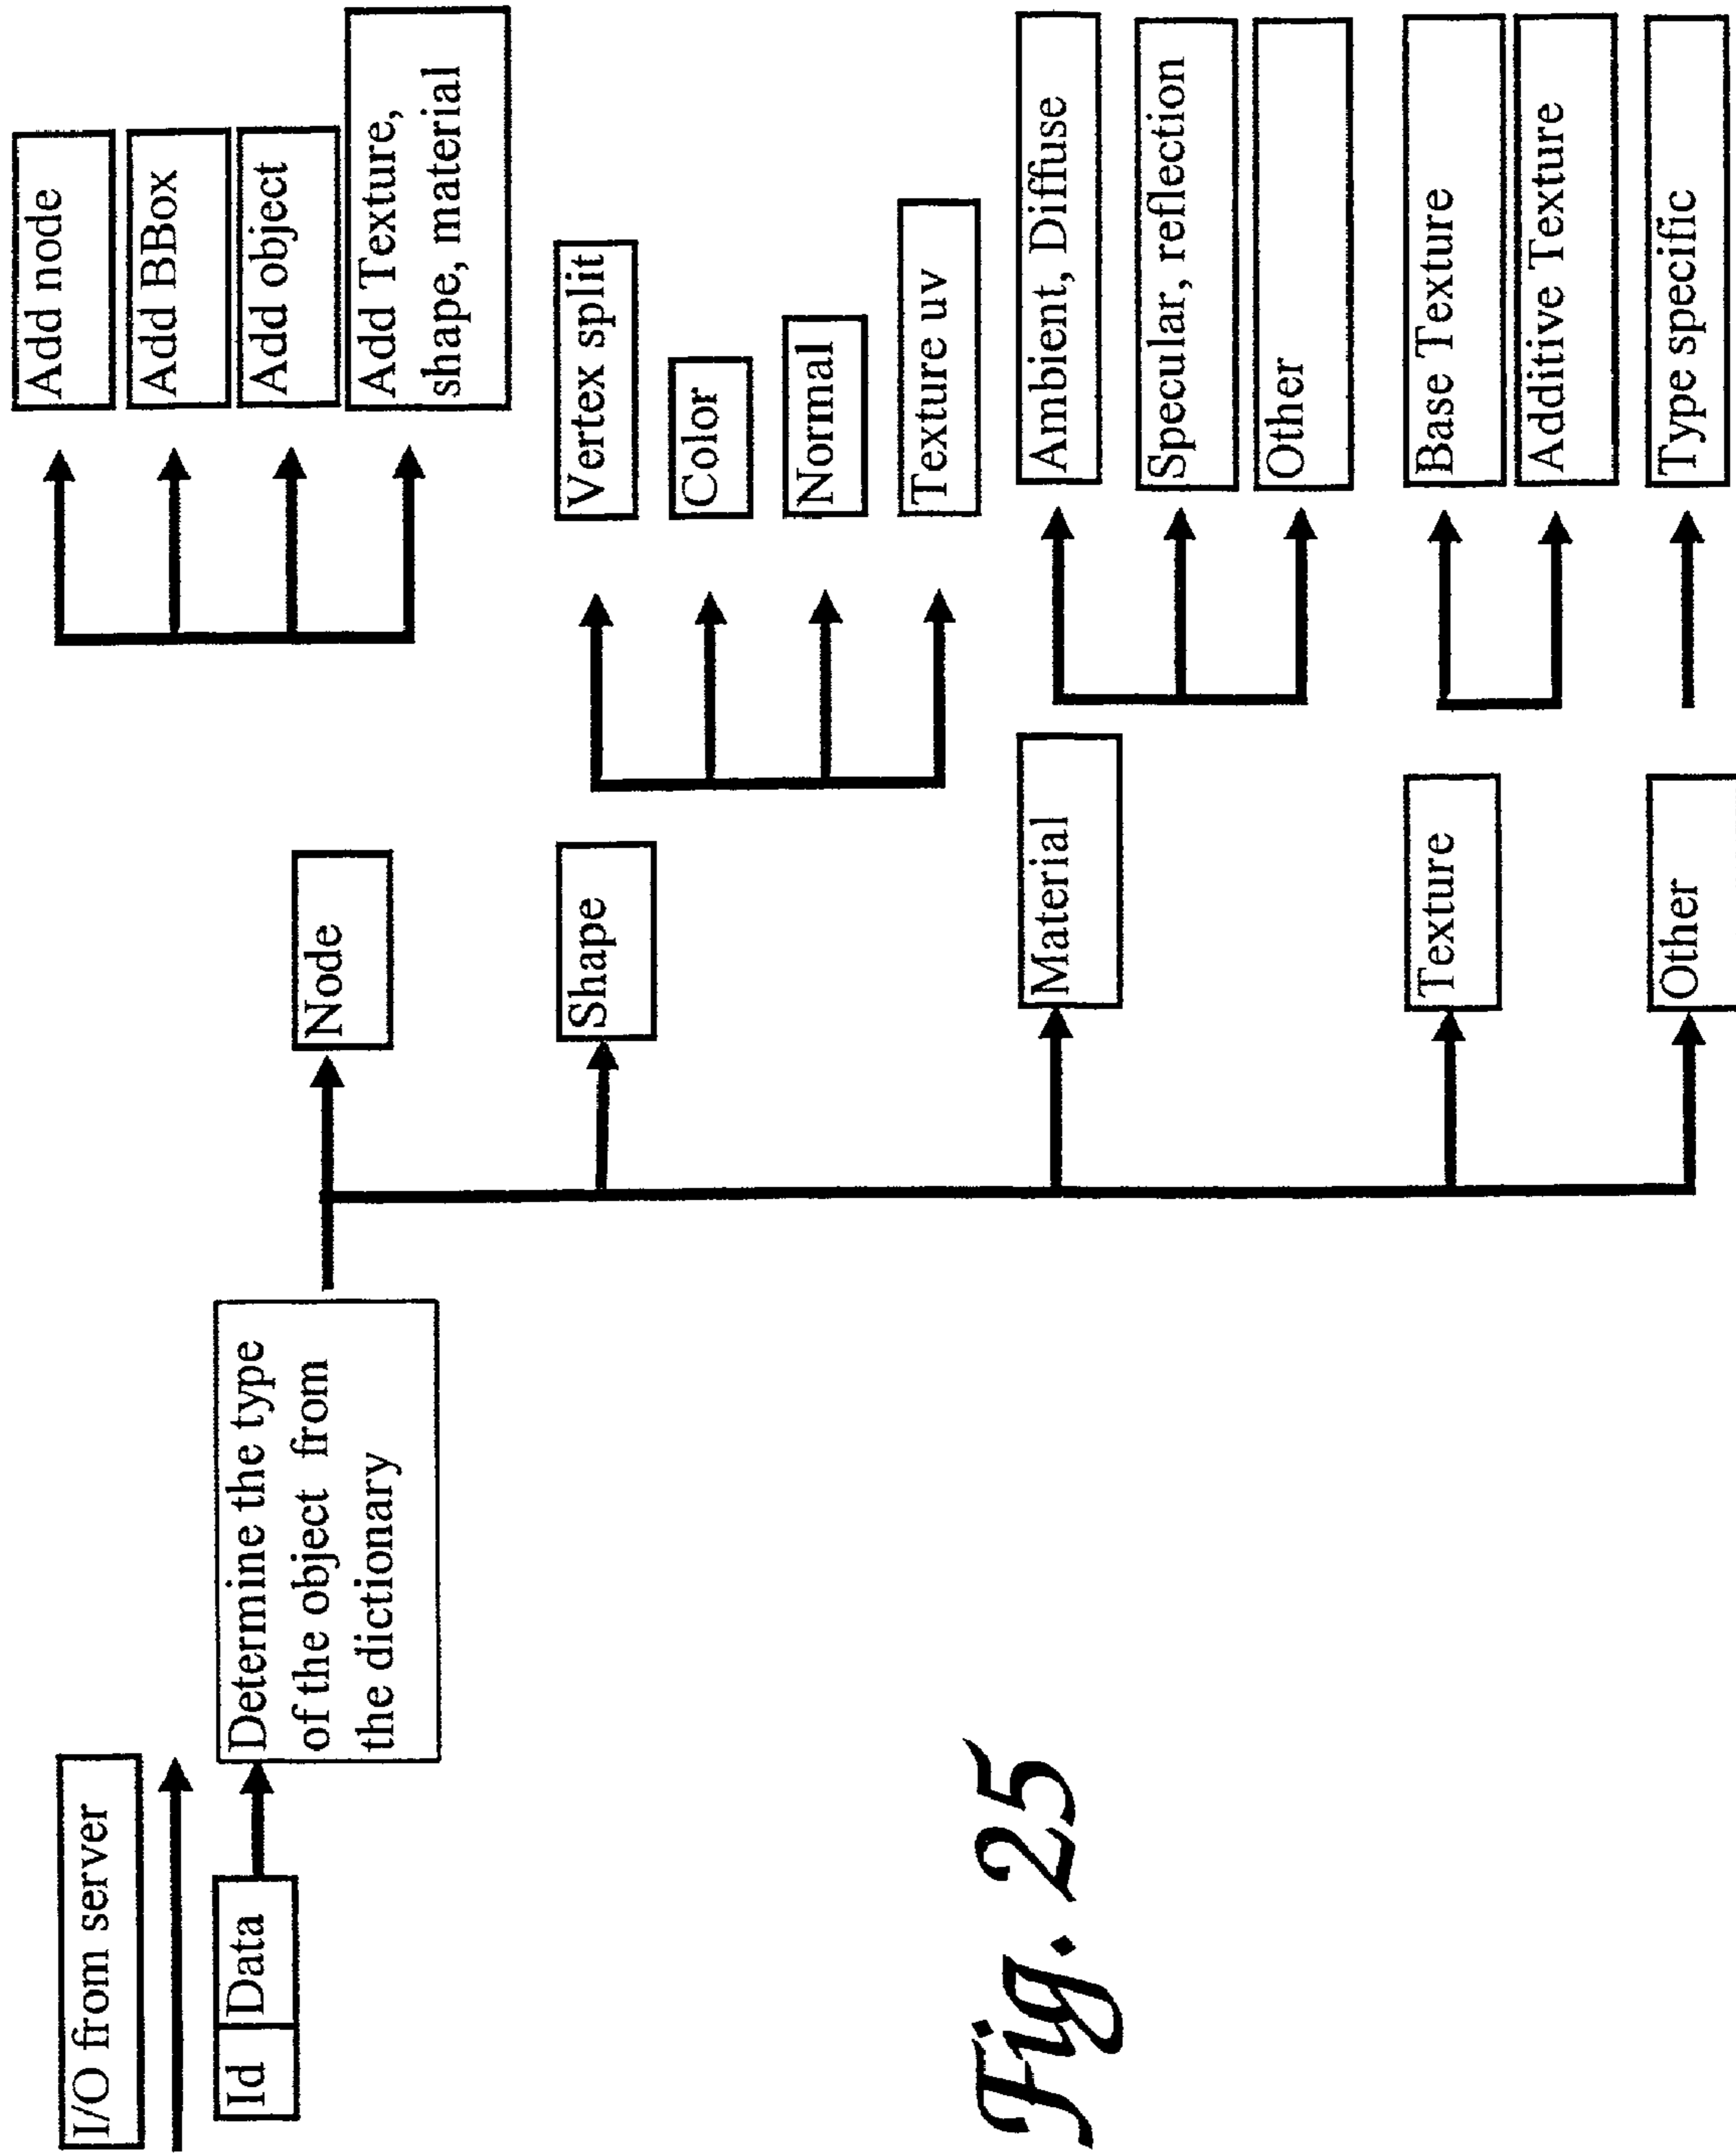 I/O from server
Id Data
Determine the type
of the object from
the dictionary
Node
Add node
Add BBox
Add object
Add Texture,
shape, material
Shape
Vertex split
Color
Normal
Texture uv
Material
Ambient, Diffuse
Specular, reflection
Other
Texture
Base Texture
Additive Texture
Other
Type specific
Fig. 25